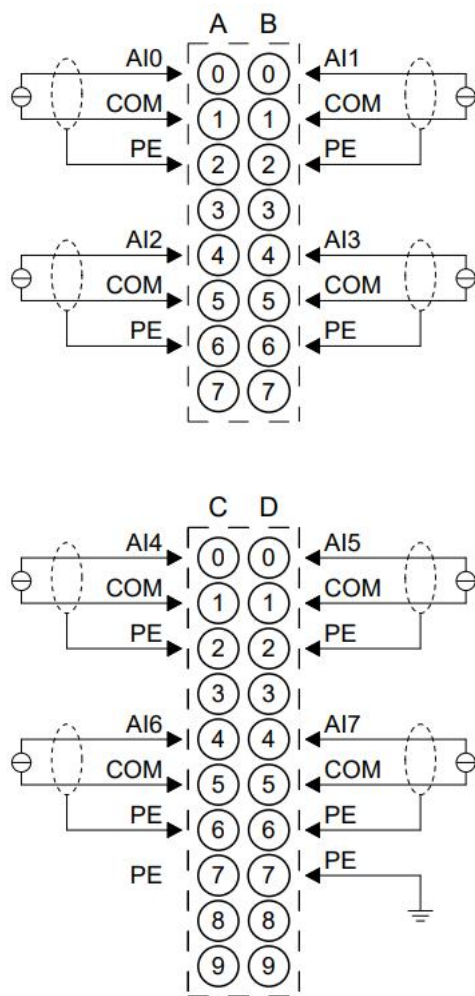 A B
AI0 0 0 AI1
COM 1 1 COM
PE 2 2 PE
3 3
AI2 4 4 AI3
COM 5 5 COM
PE 6 6 PE
7 7
C D
AI4 0 0 AI5
COM 1 1 COM
PE 2 2 PE
3 3
AI6 4 4 AI7
COM 5 5 COM
PE 6 6 PE
PE 7 7 PE
8 8
9 9